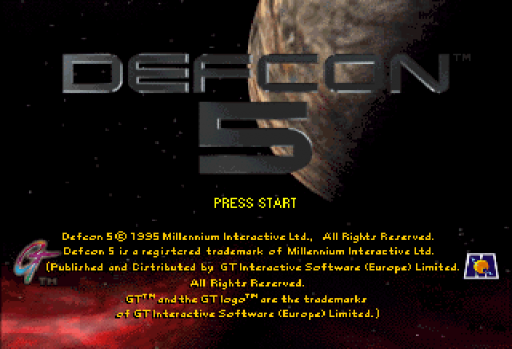 DEFCON™
5
PRESS START
Defcon 5© 1995 Millennium Interactive Ltd., All Rights Reserved.
Defcon 5 is a registered trademark of Millennium Interactive Ltd.
(Published and Distributed by GT Interactive Software (Europe) Limited.
All Rights Reserved.
GT™ and the GT logo™ are the trademarks
of GT Interactive Software (Europe) Limited.)
GT™